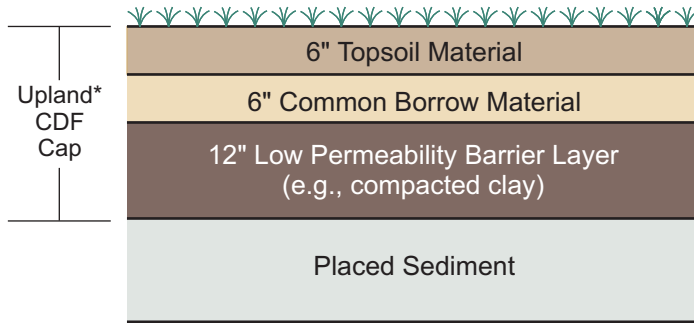 6" Topsoil Material
Upland*
CDF
Cap
6" Common Borrow Material
12" Low Permeability Barrier Layer
(e.g., compacted clay)
Placed Sediment